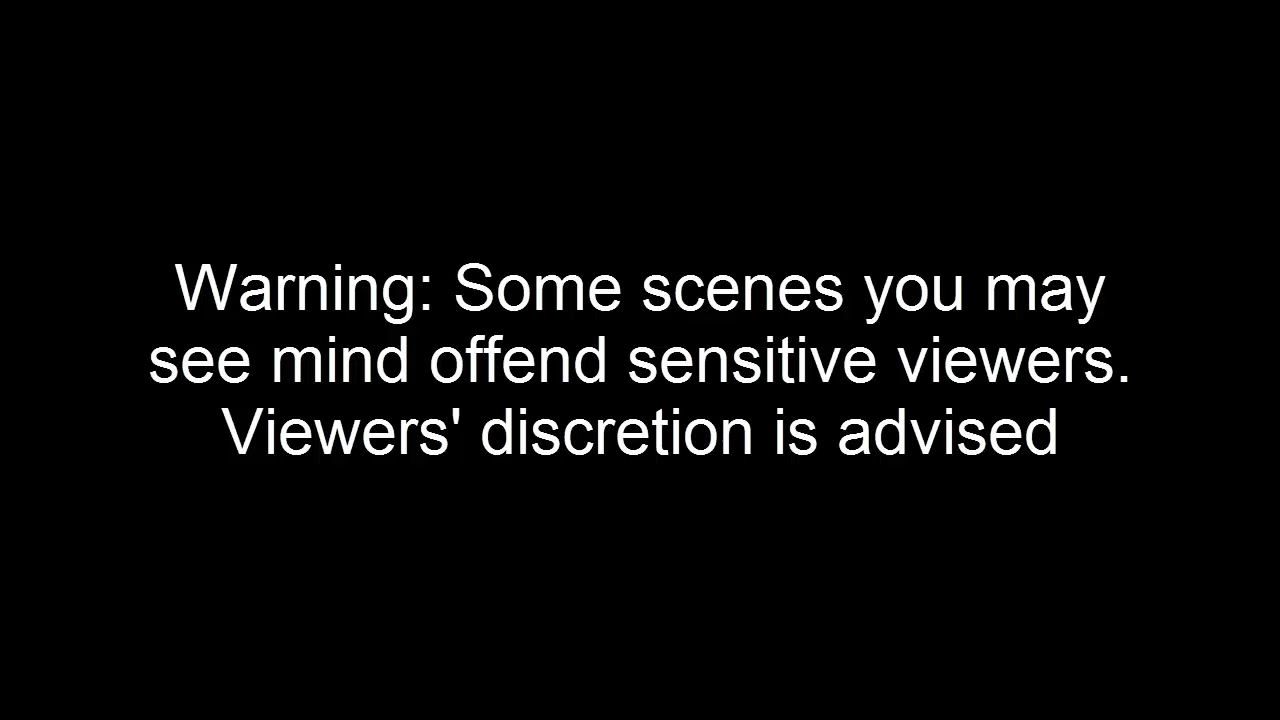 Warning: Some scenes you may
see mind offend sensitive viewers.
Viewers' discretion is advised